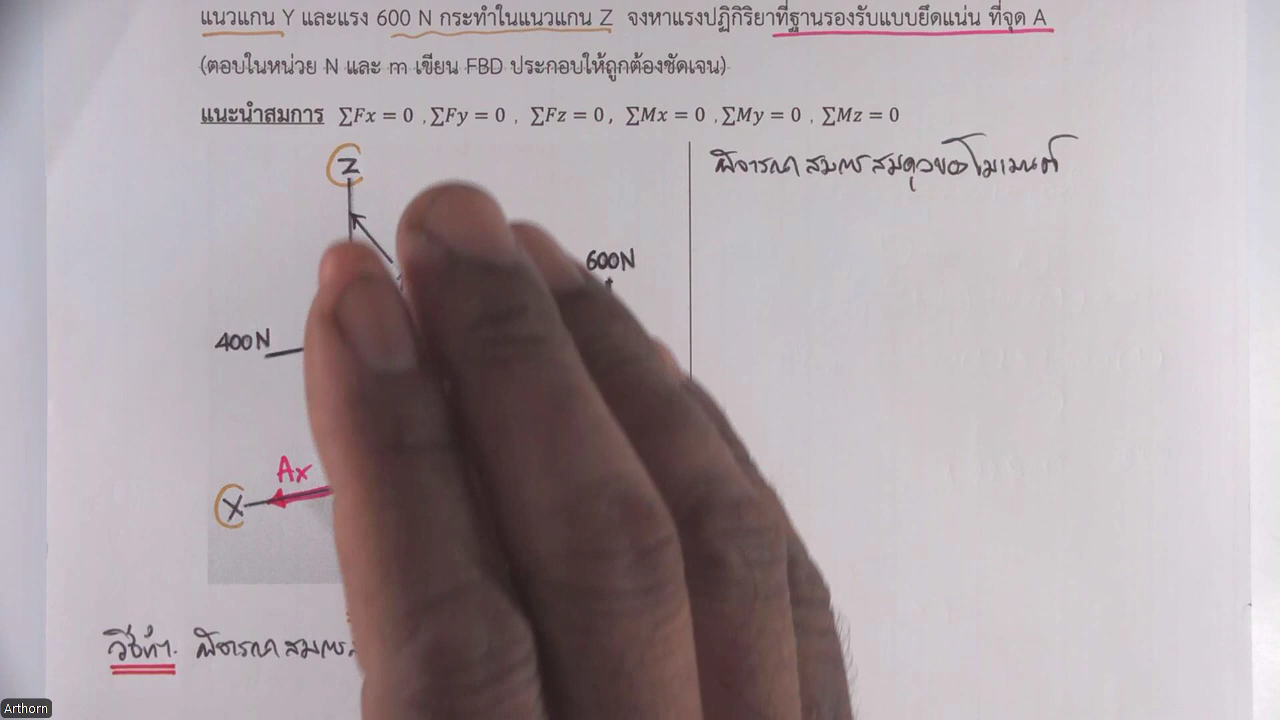 แนวแกน Y และแรง 600 N กระทำในแนวแกน Z จงหาแรงปฏิกิริยาที่ฐานรองรับแบบยึดแน่น ที่จุด A
(ตอบในหน่วย N และ m เขียน FBD ประกอบให้ถูกต้องชัดเจน)
แนะนำสมการ ∑Fx = 0 , ∑Fy = 0 , ∑Fz = 0 , ∑Mx = 0 , ∑My = 0 , ∑Mz = 0
Z
พิจารณาสมการสมดุลของโมเมนต์
600N
400N
Ax
X
วิธีทำ. พิจารณาสมการ
Arthorn